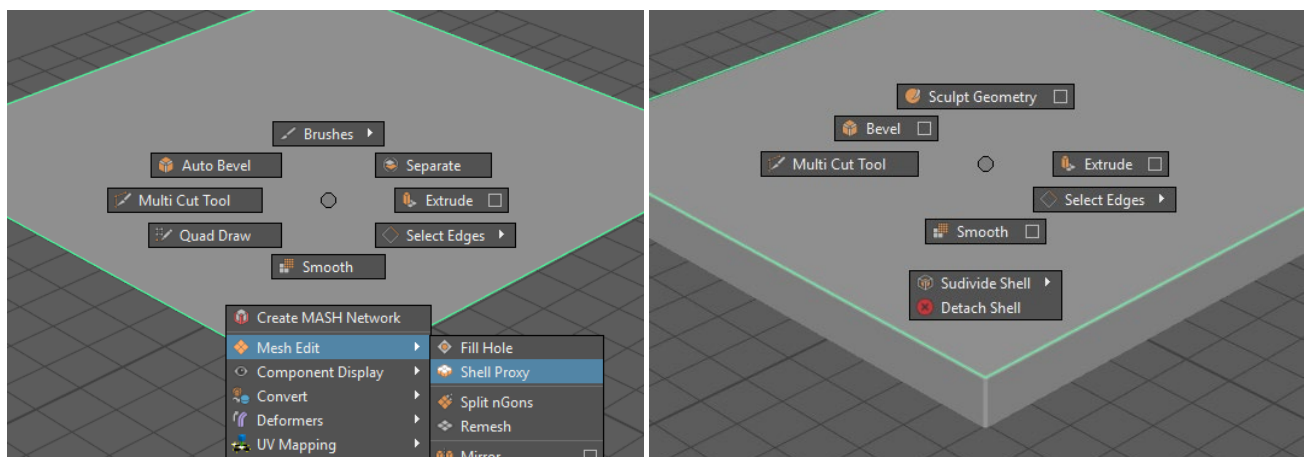 Brushes
Auto Bevel
Separate
Multi Cut Tool
Extrude
Quad Draw
Select Edges
Smooth
Create MASH Network
Mesh Edit
Component Display
Convert
Deformers
UV Mapping
Fill Hole
Shell Proxy
Split nGons
Remesh
Mirror
Sculpt Geometry
Bevel
Multi Cut Tool
Extrude
Select Edges
Smooth
Sudivide Shell
Detach Shell